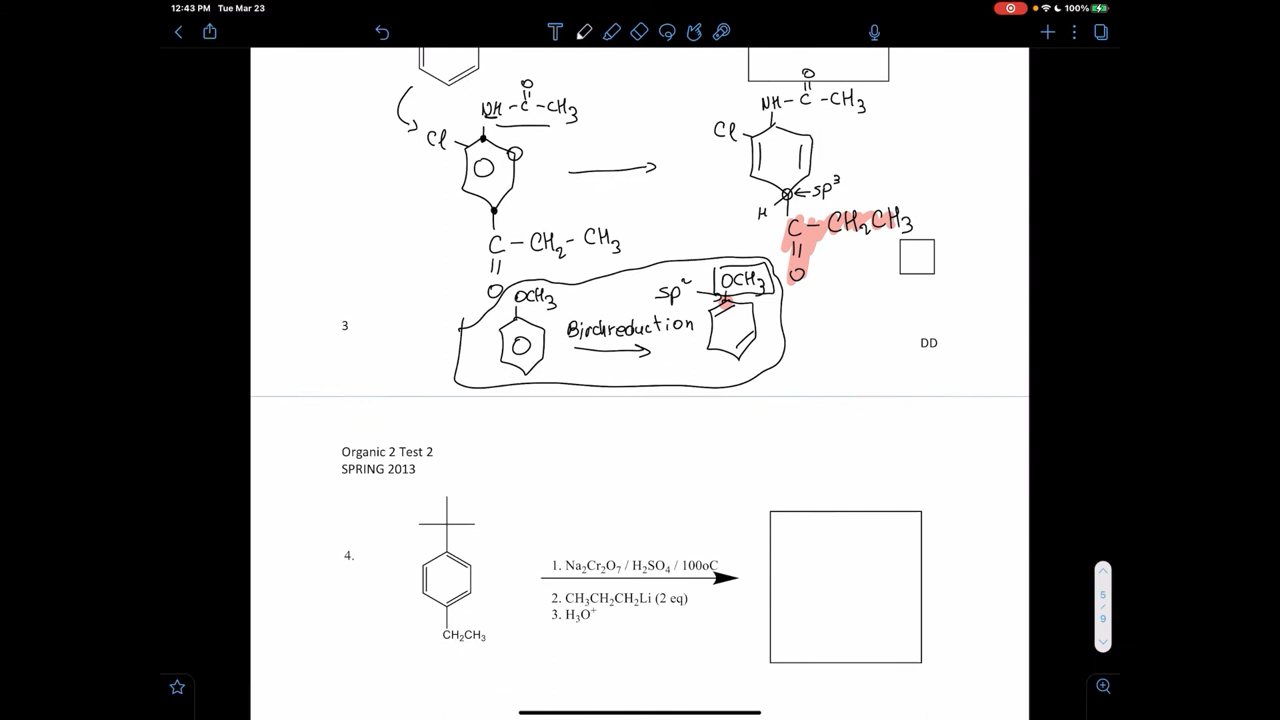 12:43 PM Tue Mar 23
100%
T
O
O
NH-C-CH3
NH-C-CH3
Cl
Cl
sp3
H
C-CH2-CH3
C-CH2CH3
O
O
OCH3
sp2
OCH3
Birchreduction
3
DD
Organic 2 Test 2
SPRING 2013
4.
1. Na2Cr2O7 / H2SO4 / 100oC
2. CH3CH2CH2Li (2 eq)
3. H3O+
CH2CH3
5
/
9